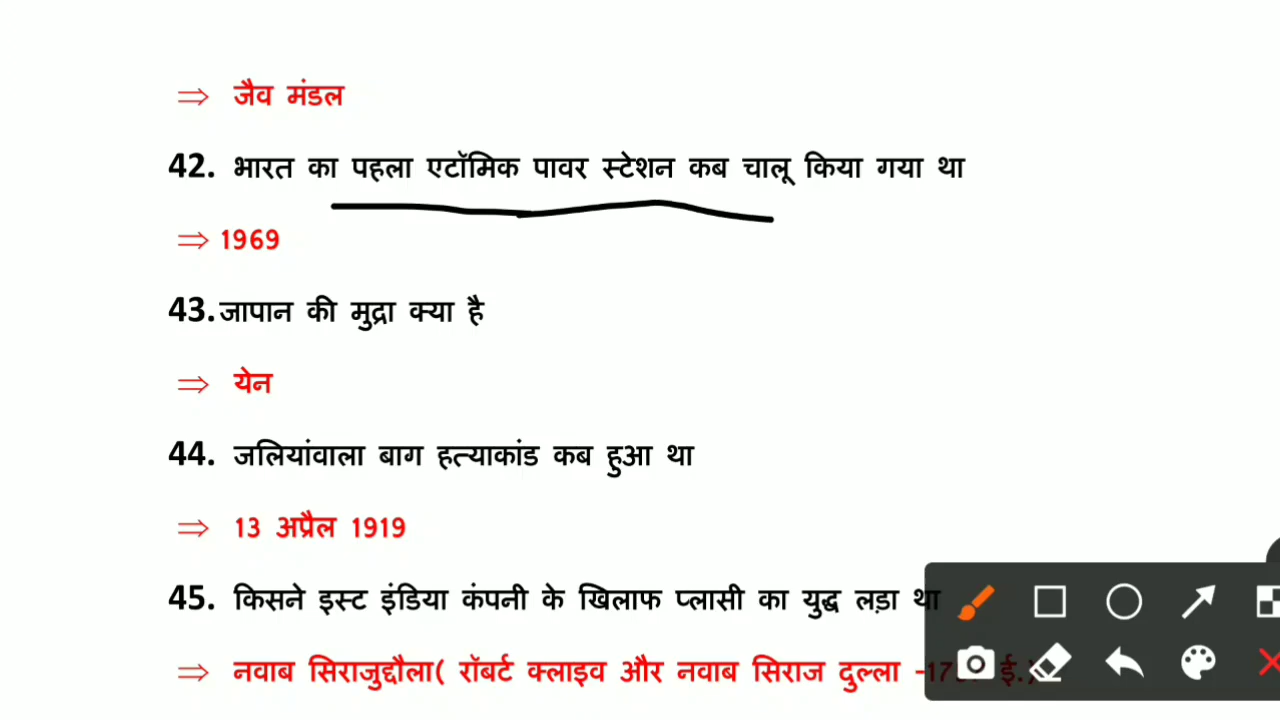 ⇒ जैव मंडल
42. भारत का पहला एटॉमिक पावर स्टेशन कब चालू किया गया था
⇒ 1969
43. जापान की मुद्रा क्या है
⇒ येन
44. जलियांवाला बाग हत्याकांड कब हुआ था
⇒ 13 अप्रैल 1919
45. किसने इस्ट इंडिया कंपनी के खिलाफ प्लासी का युद्ध लड़ा था
⇒ नवाब सिराजुद्दौला( रॉबर्ट क्लाइव और नवाब सिराज दुल्ला ई.)